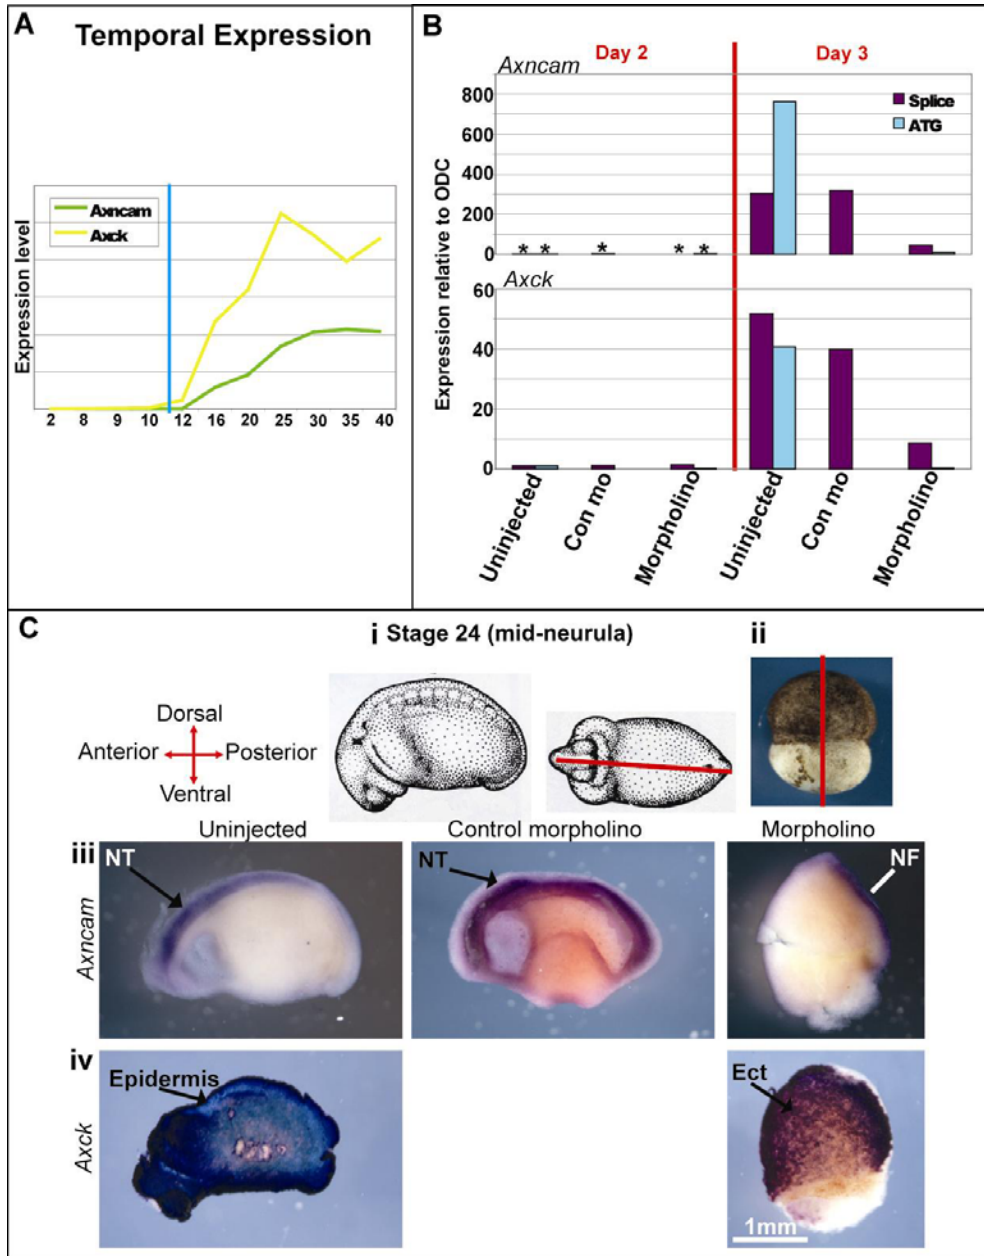 A
Temporal Expression
Expression level
Axncam
Axck
2 8 9 10 12 16 20 25 30 35 40
B
Day 2 Day 3
Axncam
Splice
ATG
800
600
400
300
200
0
* * * * *
Expression relative to ODC
Axck
60
40
20
0
Uninjected
Con mo
Morpholino
Uninjected
Con mo
Morpholino
C
i Stage 24 (mid-neurula)
ii
Dorsal
Anterior Posterior
Ventral
Uninjected Control morpholino Morpholino
iii
Axncam
NT
NT
NF
iv
Axck
Epidermis
Ect
1mm